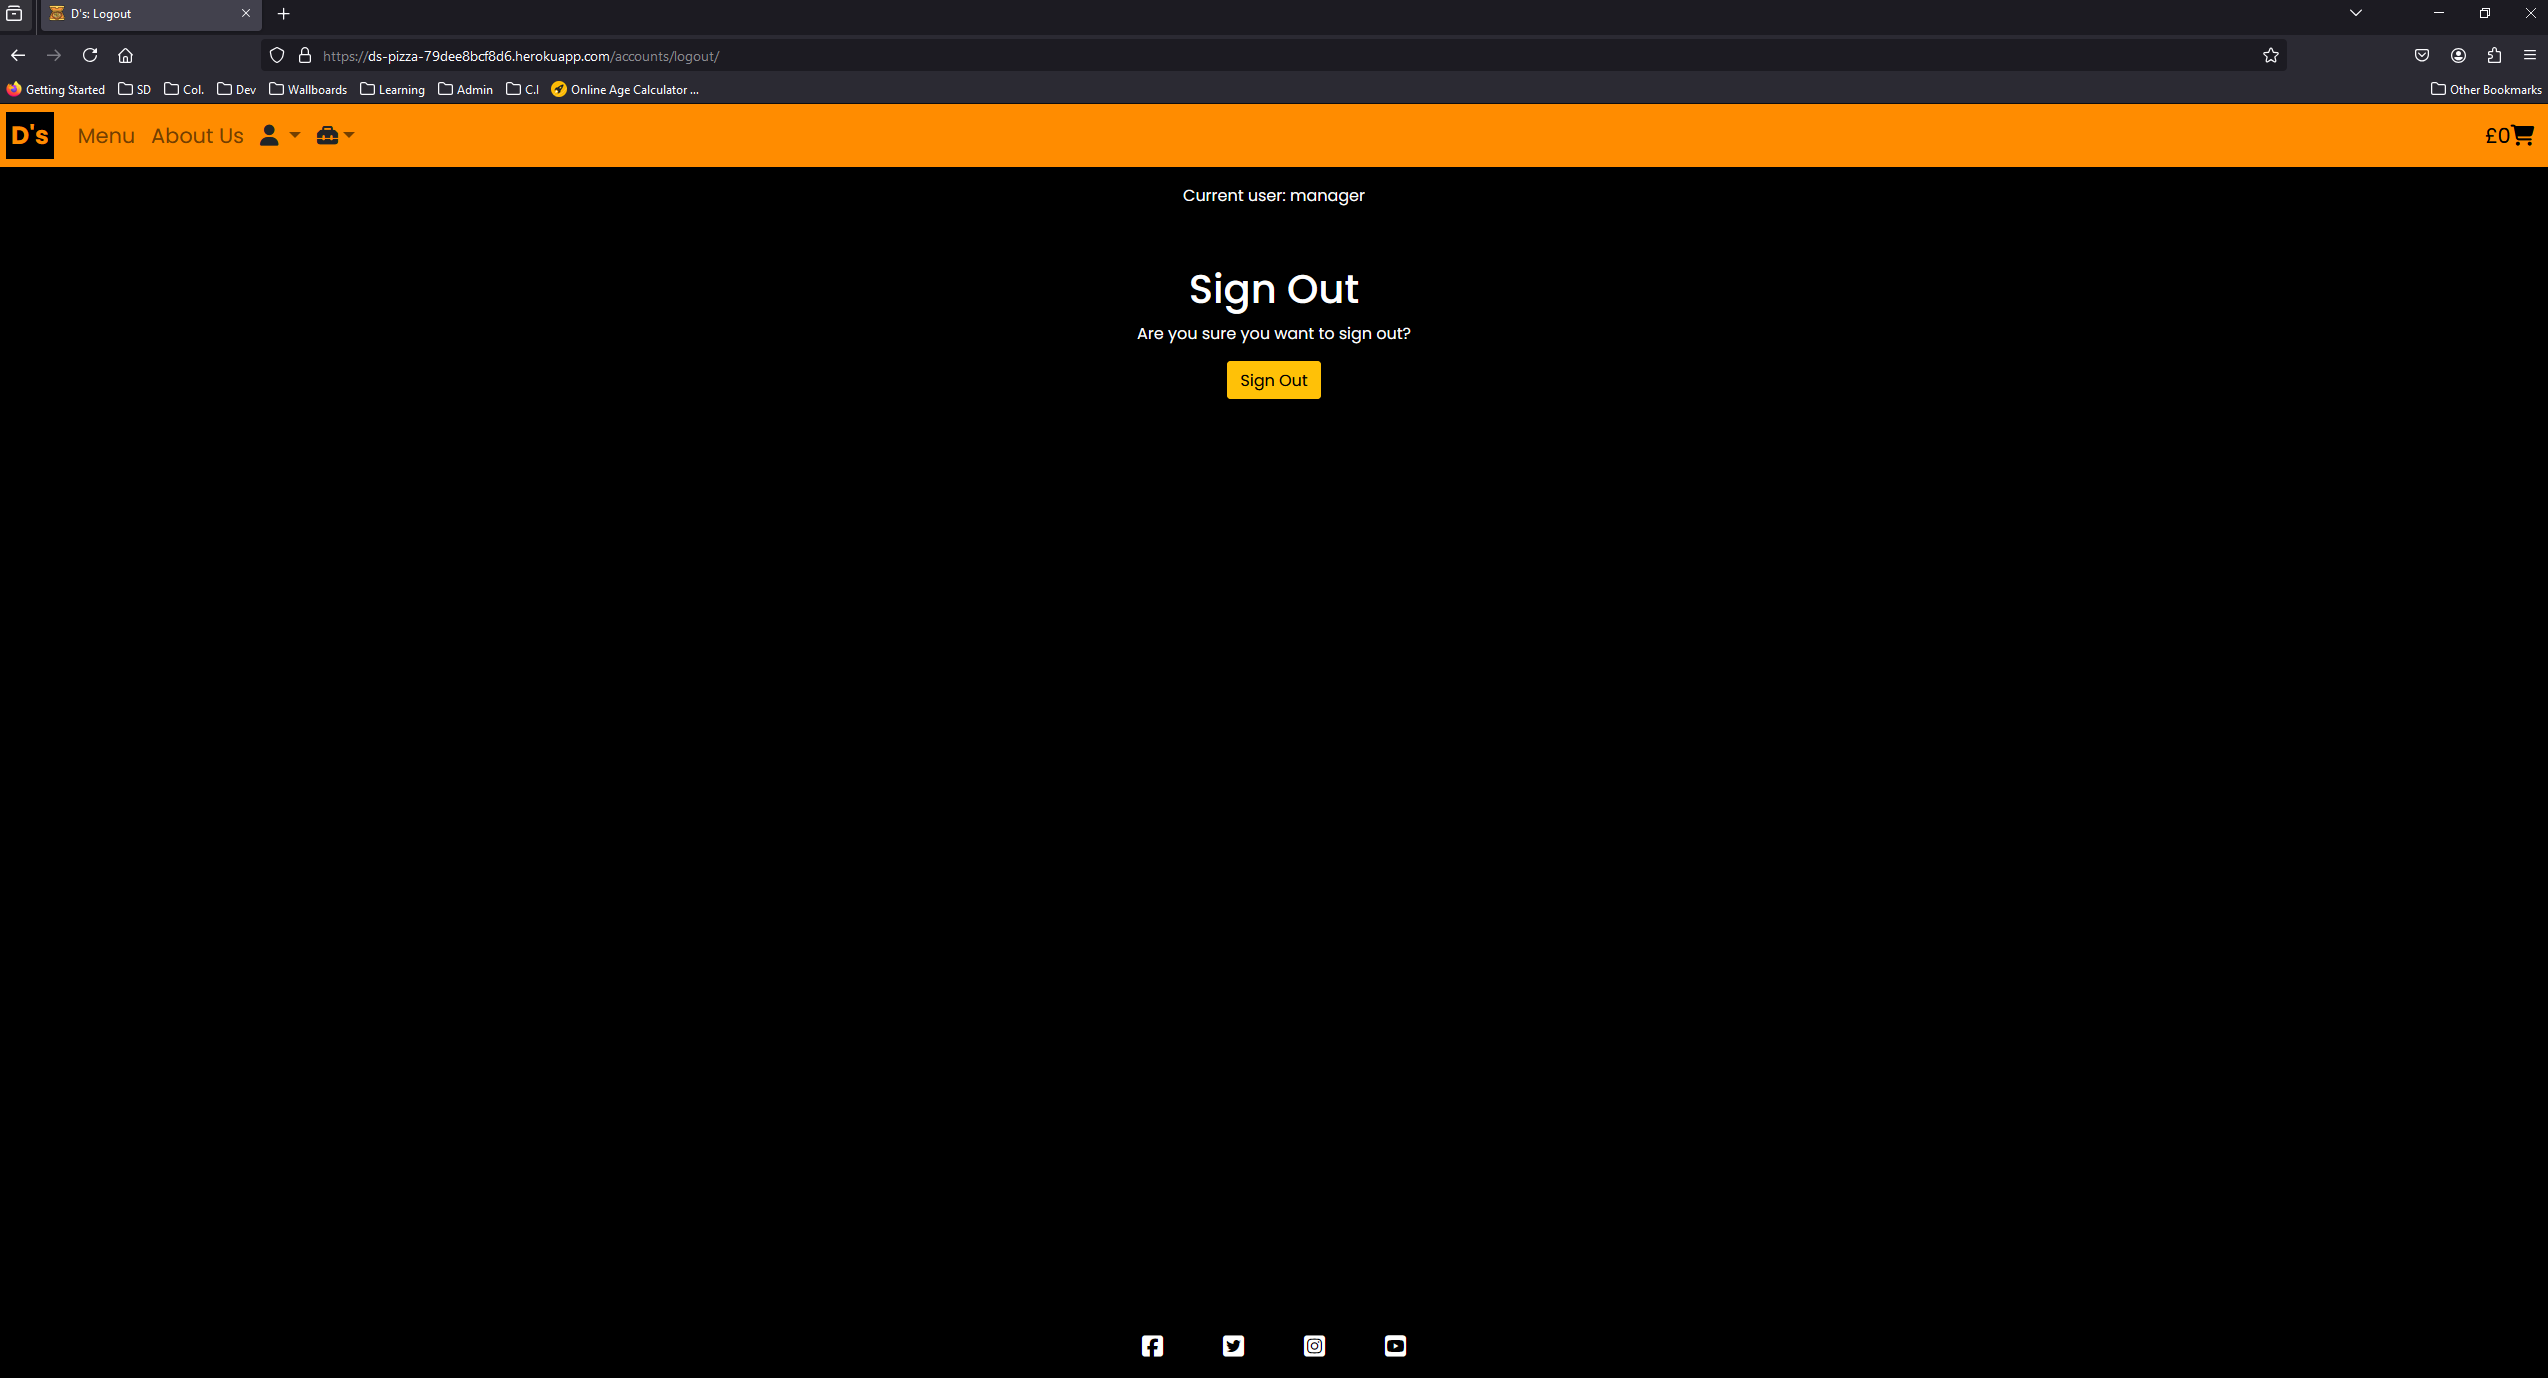 D's: Logout
https://ds-pizza-79dee8bcf8d6.herokuapp.com/accounts/logout/
Getting Started SD Col. Dev Wallboards Learning Admin C.I Online Age Calculator ... Other Bookmarks
D's Menu About Us £0
Current user: manager
Sign Out
Are you sure you want to sign out?
Sign Out